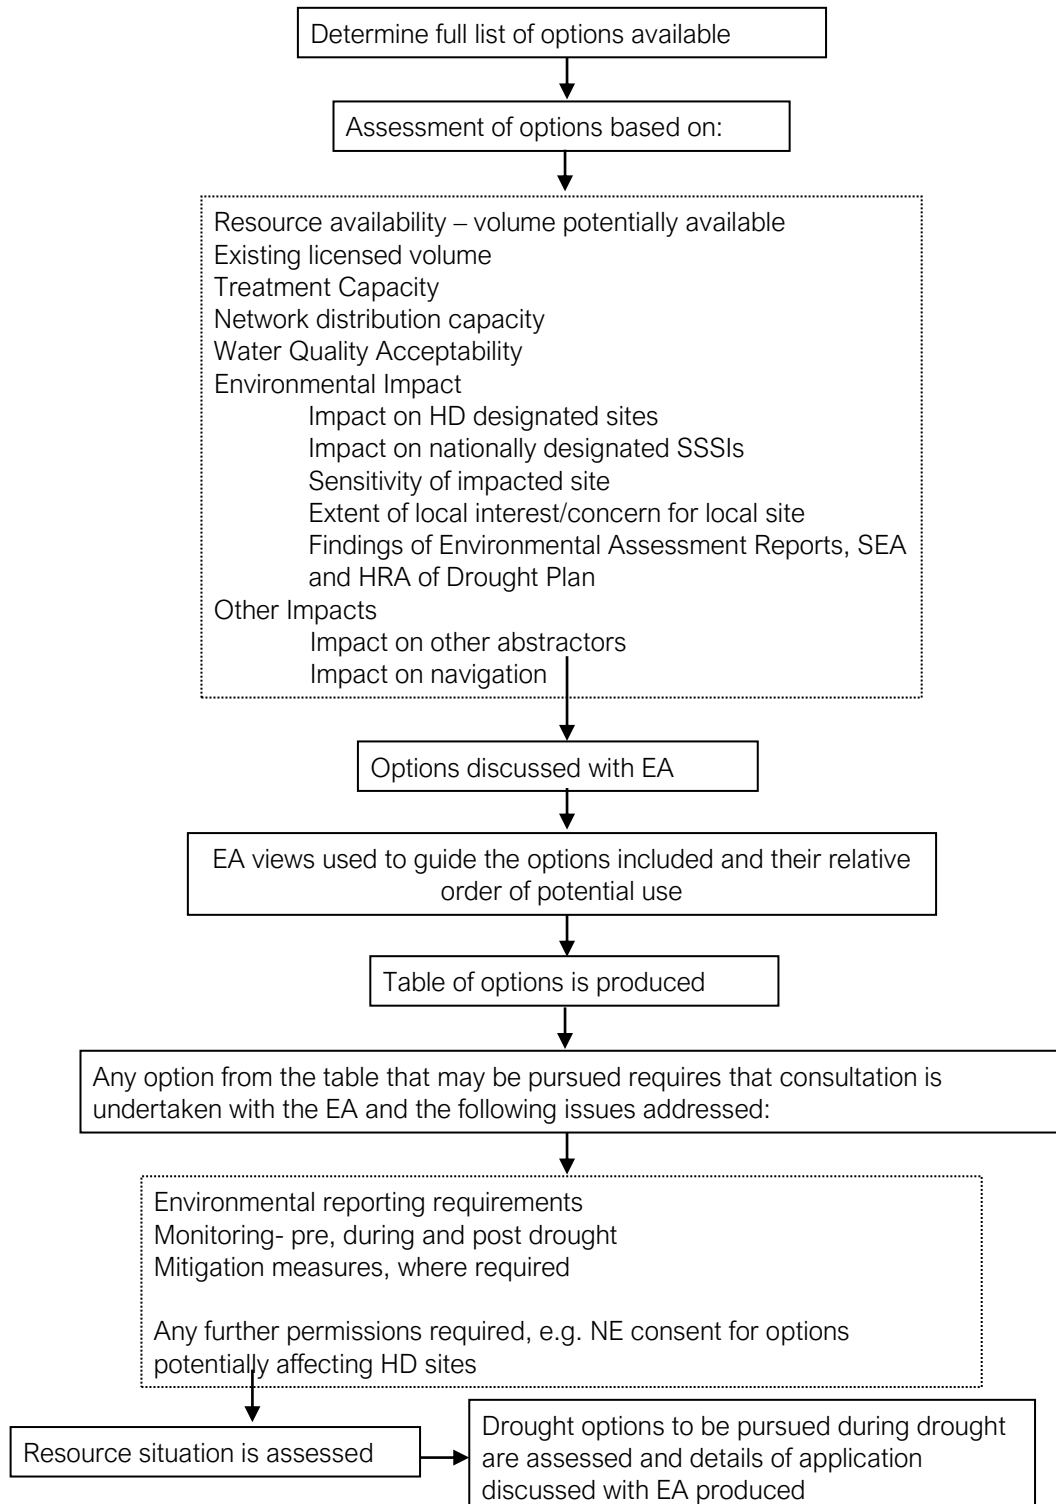 Determine full list of options available
Assessment of options based on:
Resource availability – volume potentially available
Existing licensed volume
Treatment Capacity
Network distribution capacity
Water Quality Acceptability
Environmental Impact
Impact on HD designated sites
Impact on nationally designated SSSIs
Sensitivity of impacted site
Extent of local interest/concern for local site
Findings of Environmental Assessment Reports, SEA
and HRA of Drought Plan
Other Impacts
Impact on other abstractors
Impact on navigation
Options discussed with EA
EA views used to guide the options included and their relative
order of potential use
Table of options is produced
Any option from the table that may be pursued requires that consultation is
undertaken with the EA and the following issues addressed:
Environmental reporting requirements
Monitoring- pre, during and post drought
Mitigation measures, where required
Any further permissions required, e.g. NE consent for options
potentially affecting HD sites
Resource situation is assessed
Drought options to be pursued during drought
are assessed and details of application
discussed with EA produced